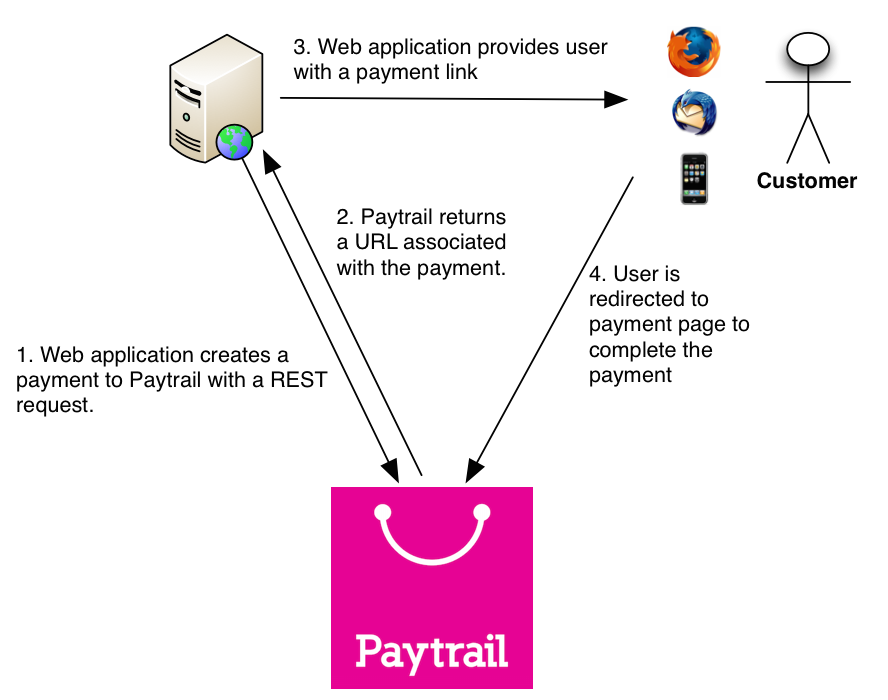 3. Web application provides user
with a payment link
Customer
2. Paytrail returns
a URL associated
with the payment.
4. User is
redirected to
payment page to
complete the
payment
1. Web application creates a
payment to Paytrail with a REST
request.
Paytrail